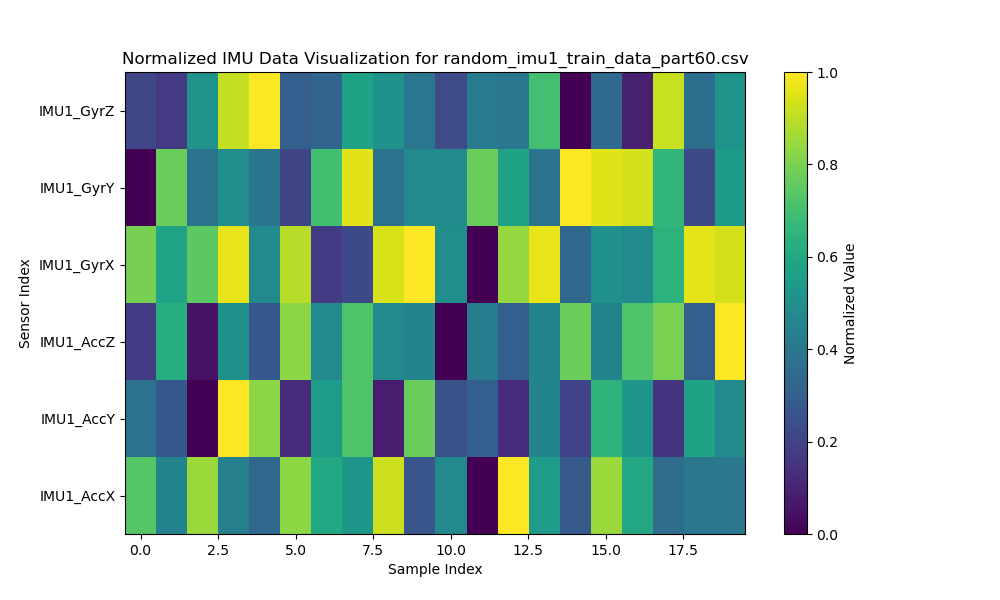 Normalized IMU Data Visualization for random_imu1_train_data_part60.csv
IMU1_GyrZ
IMU1_GyrY
IMU1_GyrX
IMU1_AccZ
IMU1_AccY
IMU1_AccX
Sensor Index
0.0 2.5 5.0 7.5 10.0 12.5 15.0 17.5
Sample Index
1.0
0.8
0.6
0.4
0.2
0.0
Normalized Value